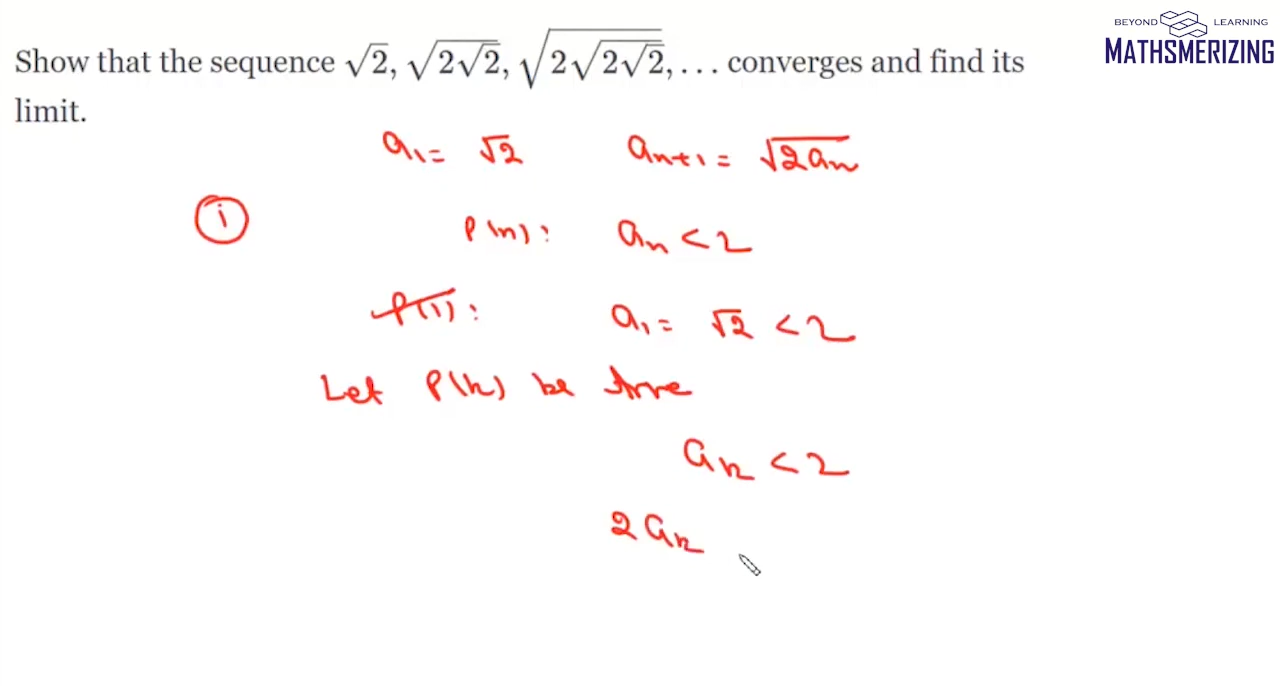 BEYOND LEARNING
MATHSMERIZING
Show that the sequence √2, √(2√2), √(2√(2√2)), ... converges and find its
limit.
a₁ = √2 aₙ₊₁ = √(2aₙ)
i
P(n): aₙ < 2
P(1): a₁ = √2 < 2
Let P(k) be true
aₖ < 2
2aₖ